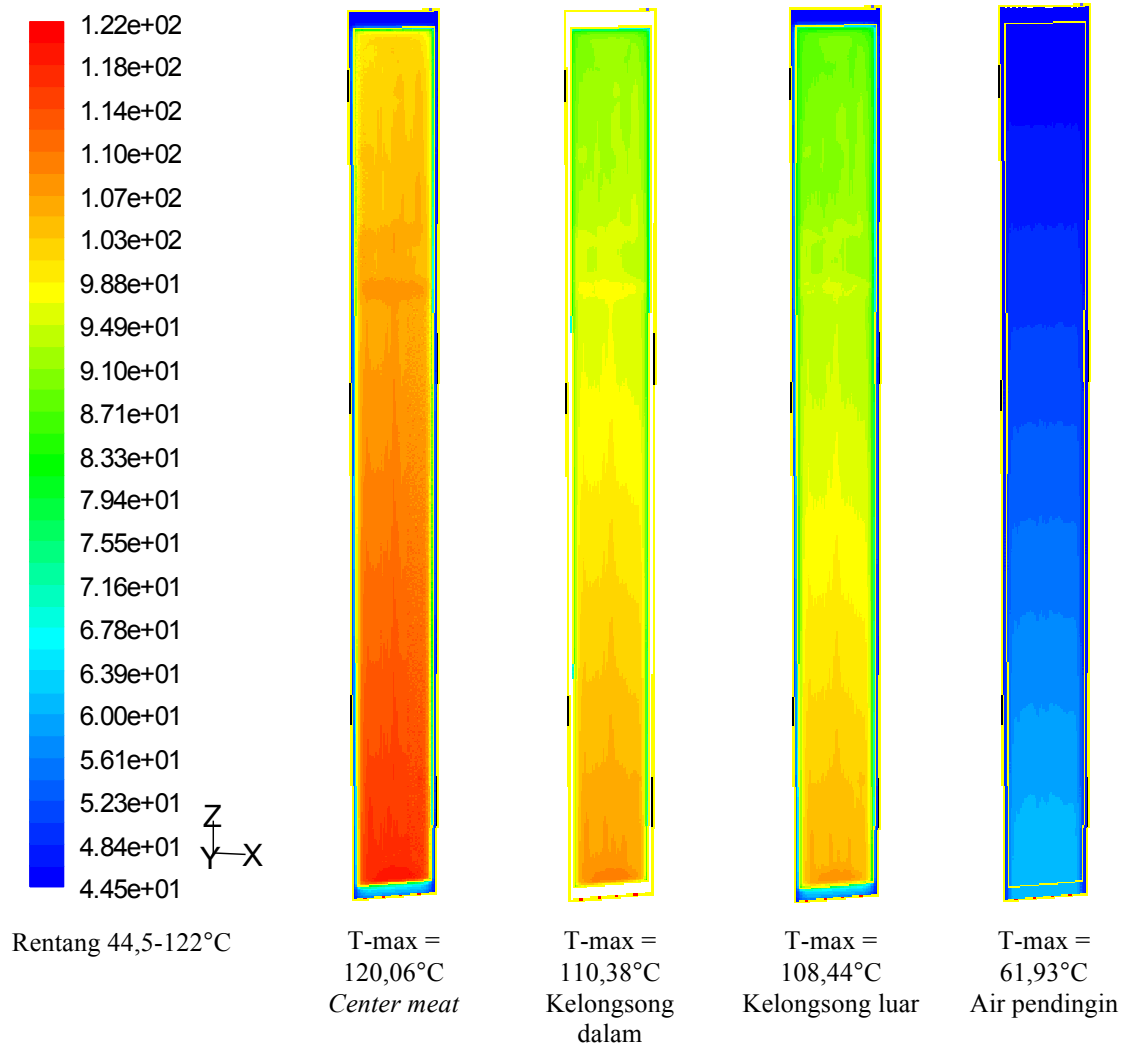 1.22e+02
1.18e+02
1.14e+02
1.10e+02
1.07e+02
1.03e+02
9.88e+01
9.49e+01
9.10e+01
8.71e+01
8.33e+01
7.94e+01
7.55e+01
7.16e+01
6.78e+01
6.39e+01
6.00e+01
5.61e+01
5.23e+01
4.84e+01
4.45e+01
Z
Y X
Rentang 44,5-122°C
T-max =
120,06°C
Center meat
T-max =
110,38°C
Kelongsong
dalam
T-max =
108,44°C
Kelongsong luar
T-max =
61,93°C
Air pendingin